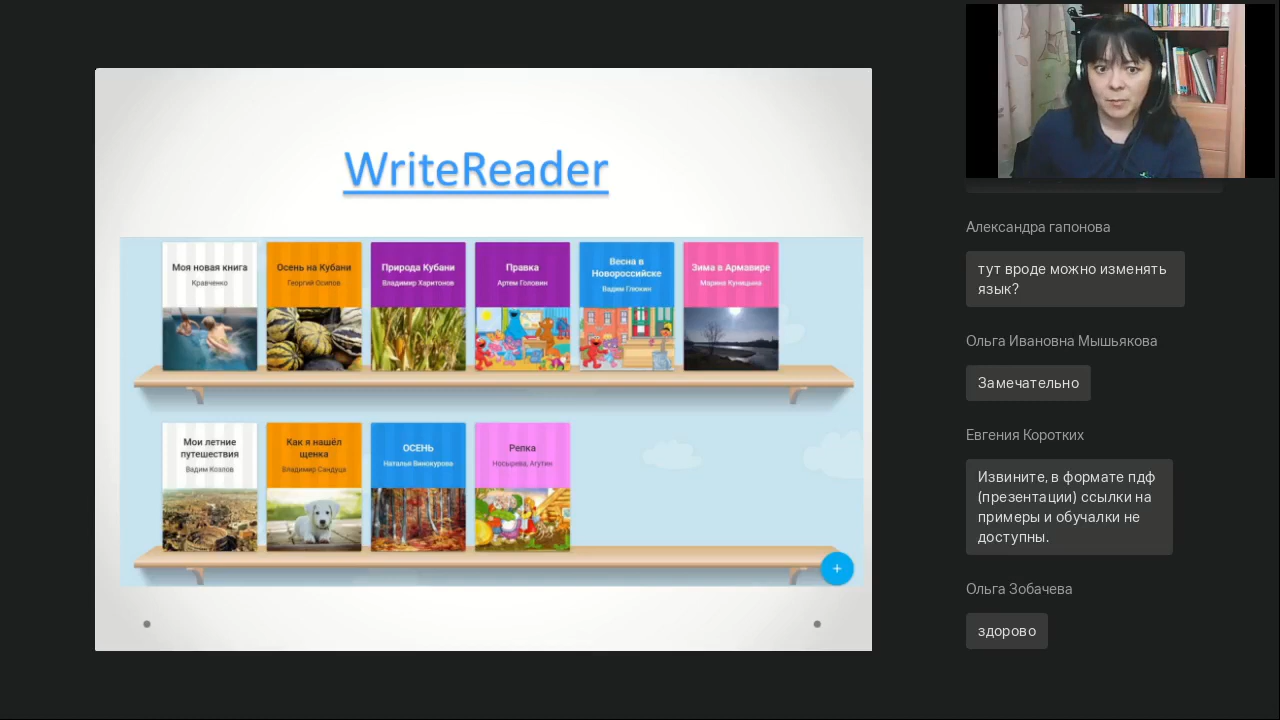 WriteReader
Моя новая книга
Кравченко
Осень на Кубани
Георгий Осипов
Природа Кубани
Владимир Харитонов
Правка
Артем Головин
Весна в
Новороссийске
Вадим Глюкин
Зима в Армавире
Марина Куницына
Мои летние
путешествия
Вадим Козлов
Как я нашёл
щенка
Владимир Сандуца
ОСЕНЬ
Наталья Винокурова
Репка
Носырева, Агутин
Александра гапонова
тут вроде можно изменять
язык?
Ольга Ивановна Мышьякова
Замечательно
Евгения Коротких
Извините, в формате пдф
(презентации) ссылки на
примеры и обучалки не
доступны.
Ольга Зобачева
здорово